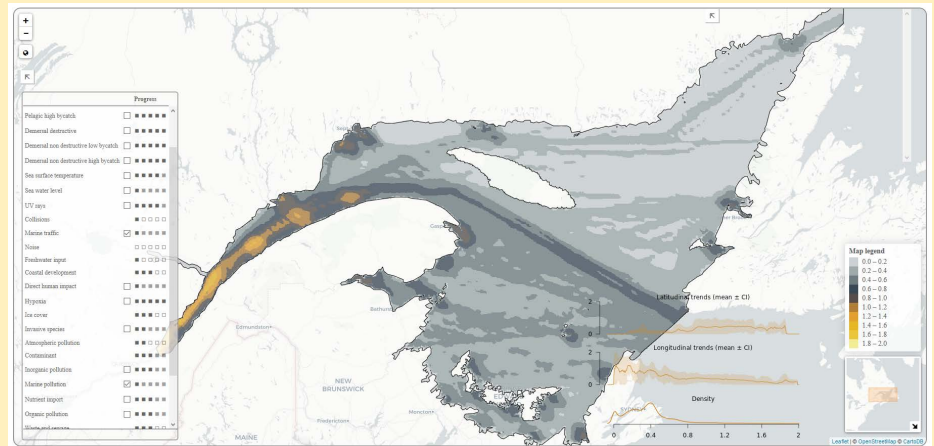 +
−
Progress
Pelagic high bycatch
Demersal destructive
Demersal non destructive low bycatch
Demersal non destructive high bycatch
Sea surface temperature
Sea water level
UV rays
Collisions
Marine traffic
Noise
Freshwater input
Coastal development
Direct human impact
Hypoxia
Ice cover
Invasive species
Atmospheric pollution
Contaminant
Inorganic pollution
Marine pollution
Nutrient import
Organic pollution
Edmundston
NEW
BRUNSWICK
Fredericton
Moncton
MAINE
Map legend
0.0 – 0.2
0.2 – 0.4
0.4 – 0.6
0.6 – 0.8
0.8 – 1.0
1.0 – 1.2
1.2 – 1.4
1.4 – 1.6
1.6 – 1.8
1.8 – 2.0
Latitudinal trends (mean ± CI)
2
0
Longitudinal trends (mean ± CI)
2
0
Density
0 0.4 0.8 1.2 1.6 2
Leaflet | © OpenStreetMap © CartoDB